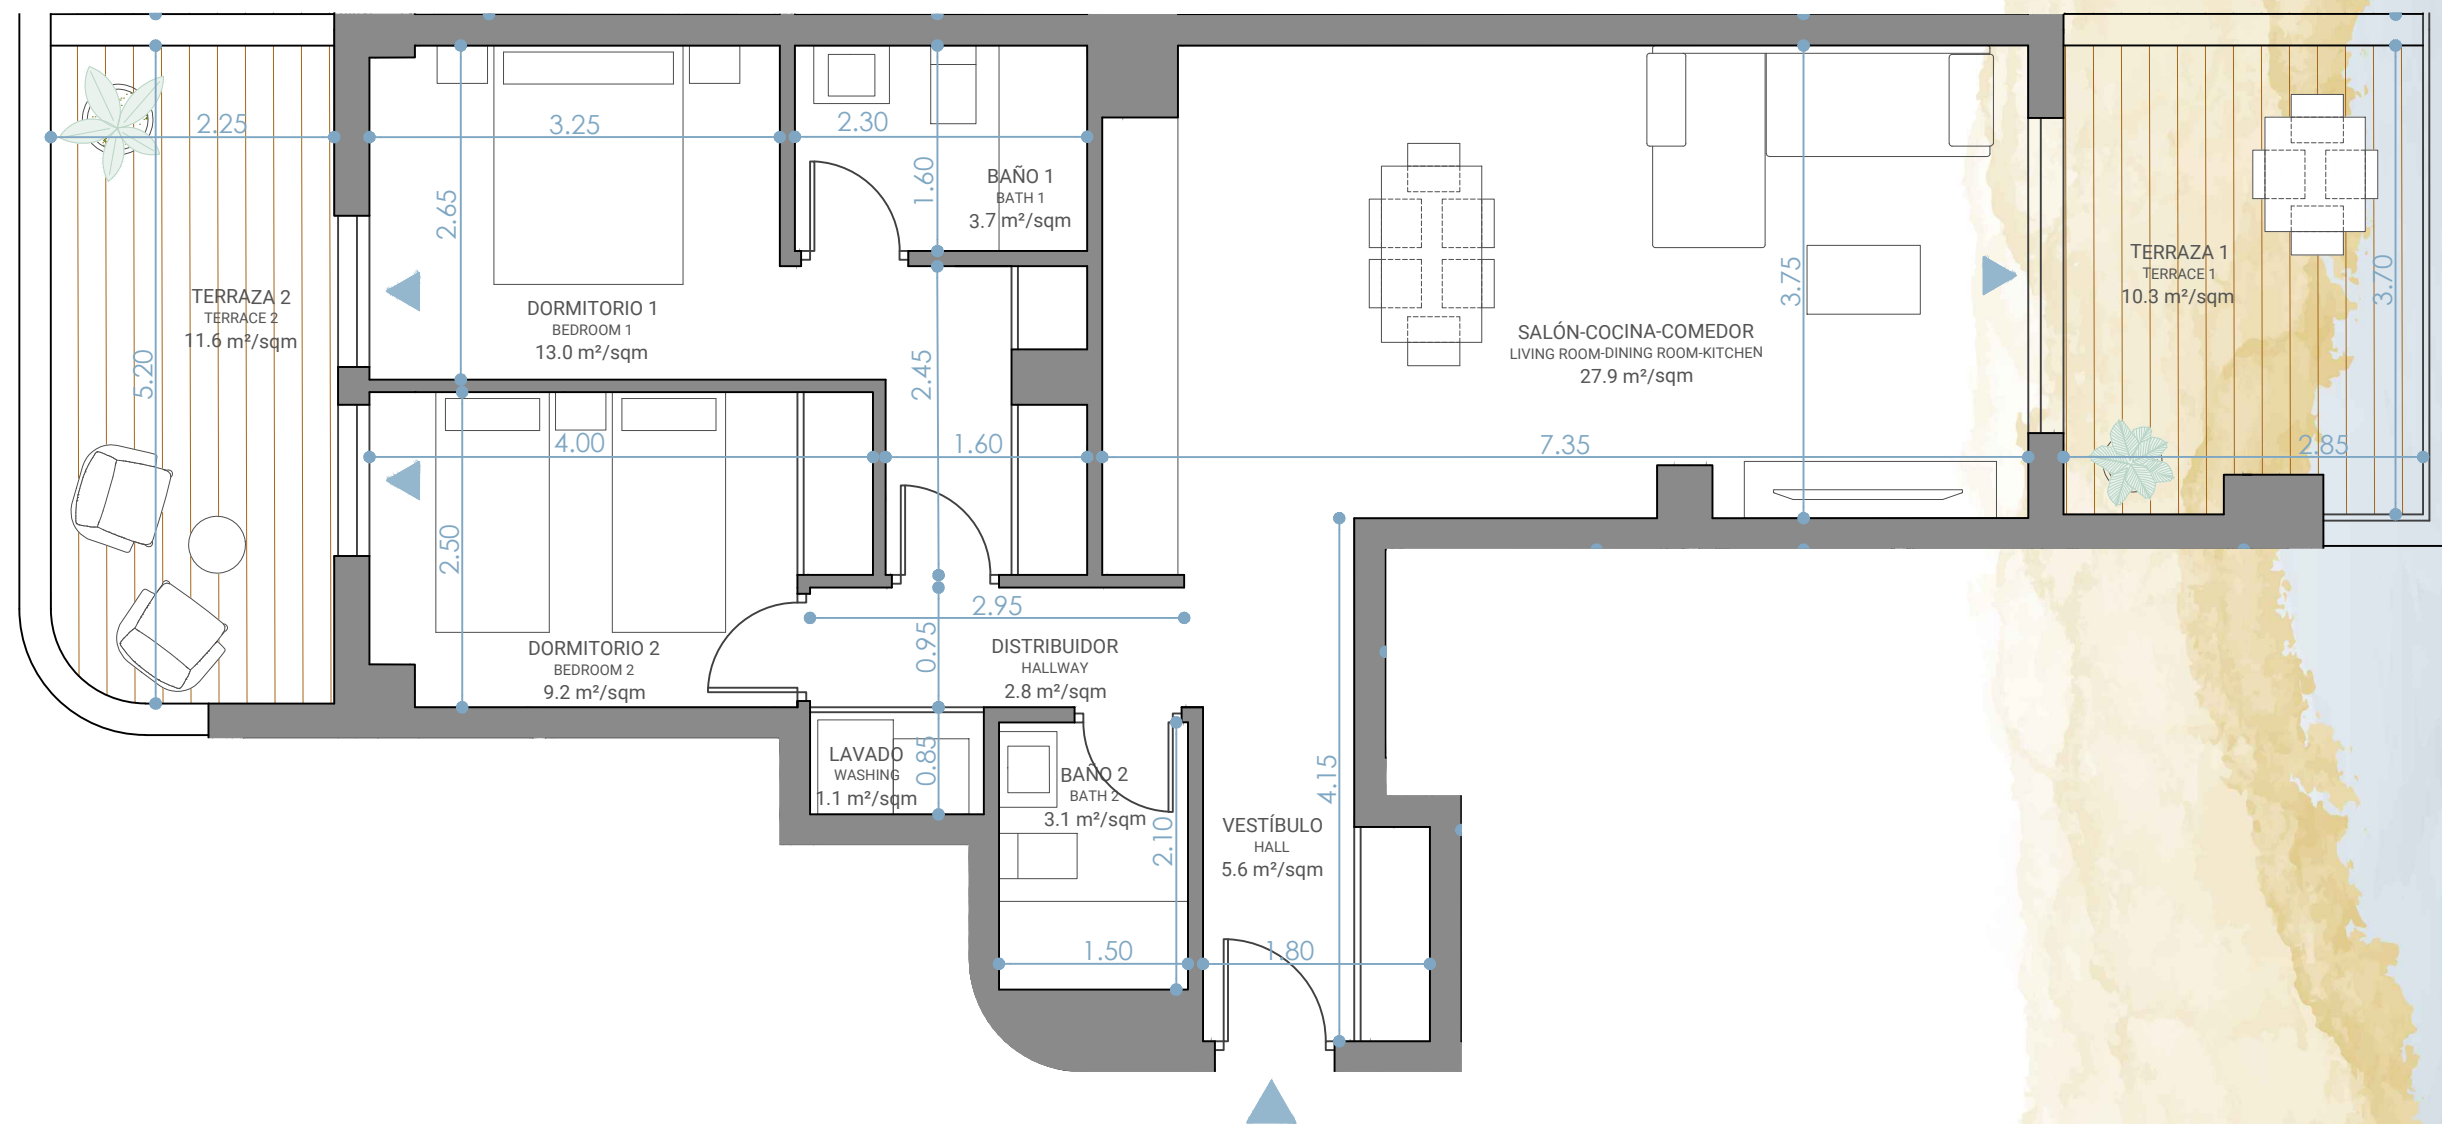 2.25
3.25
2.30
1.60
BAÑO 1
BATH 1
3.7 m²/sqm
2.65
TERRAZA 2
TERRACE 2
11.6 m²/sqm
5.20
DORMITORIO 1
BEDROOM 1
13.0 m²/sqm
2.45
3.75
SALÓN-COCINA-COMEDOR
LIVING ROOM-DINING ROOM-KITCHEN
27.9 m²/sqm
TERRAZA 1
TERRACE 1
10.3 m²/sqm
3.70
4.00
1.60
7.35
2.85
2.50
2.95
0.95
DORMITORIO 2
BEDROOM 2
9.2 m²/sqm
DISTRIBUIDOR
HALLWAY
2.8 m²/sqm
LAVADO
WASHING
1.1 m²/sqm
0.85
BAÑO 2
BATH 2
3.1 m²/sqm
2.10
4.15
VESTÍBULO
HALL
5.6 m²/sqm
1.50
1.80